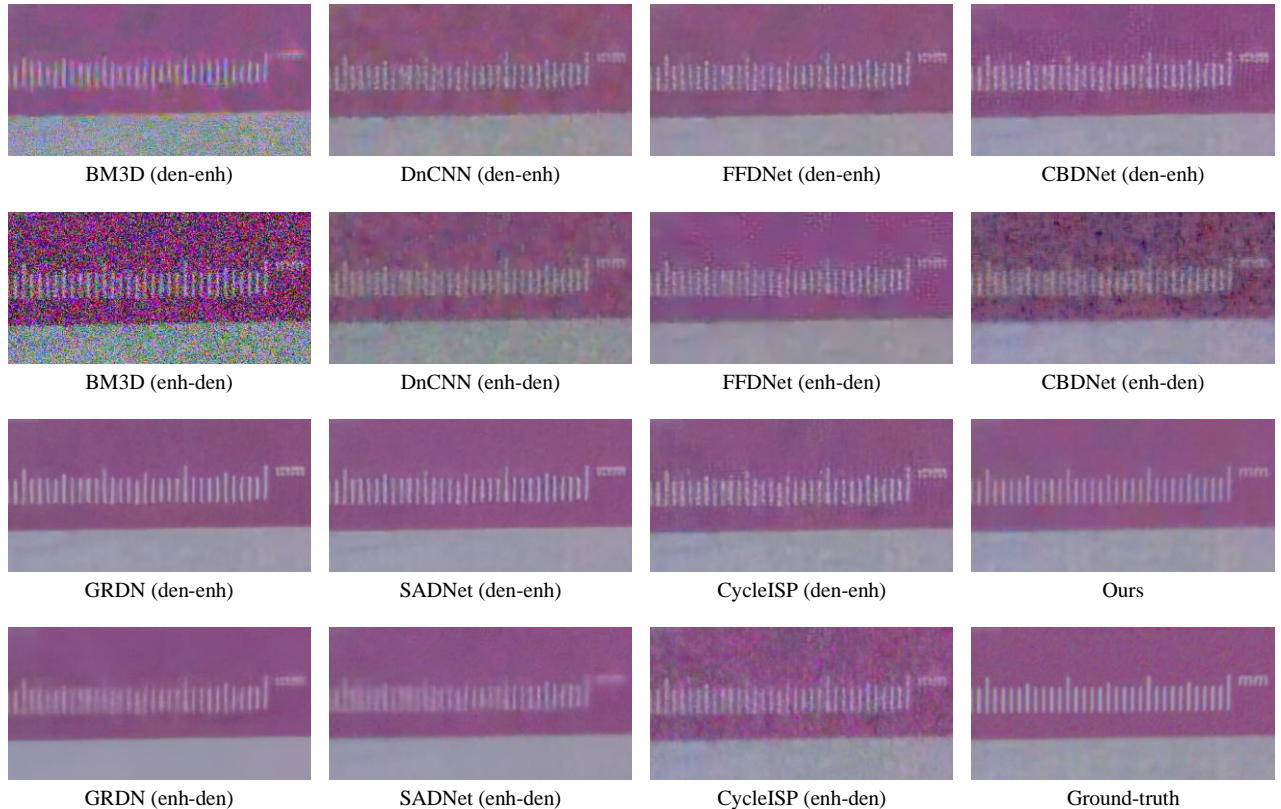 BM3D (den-enh) DnCNN (den-enh) FFDNet (den-enh) CBDNet (den-enh)
BM3D (enh-den) DnCNN (enh-den) FFDNet (enh-den) CBDNet (enh-den)
mm
GRDN (den-enh) SADNet (den-enh) CycleISP (den-enh) Ours
mm
GRDN (enh-den) SADNet (enh-den) CycleISP (enh-den) Ground-truth